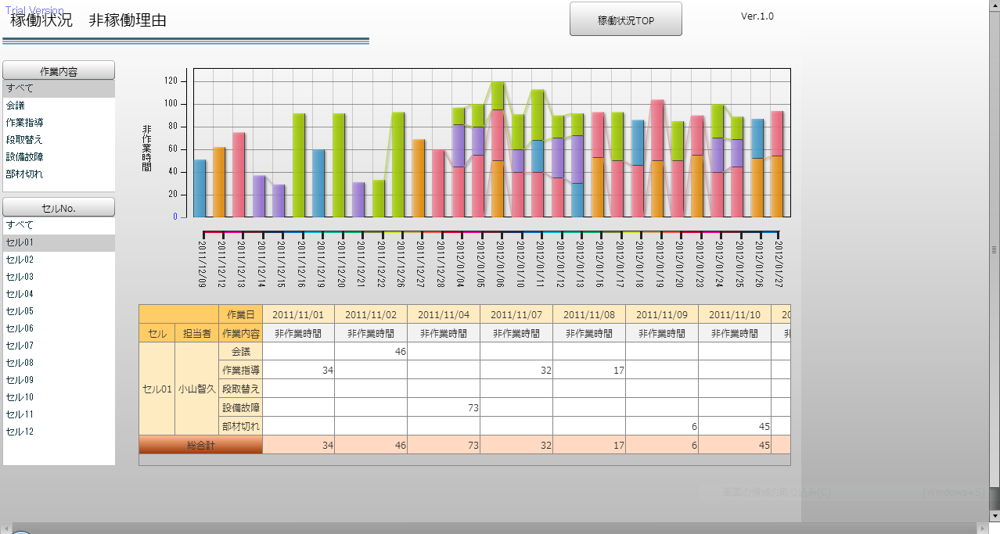 Trial Version
稼働状況　非稼働理由
稼働状況TOP
Ver.1.0
作業内容
すべて
会議
作業指導
段取替え
設備故障
部材切れ
セルNo.
すべて
セル01
セル02
セル03
セル04
セル05
セル06
セル07
セル08
セル09
セル10
セル11
セル12
非作業時間
120
100
80
60
40
20
0
2011/12/09 2011/12/12 2011/12/13 2011/12/14 2011/12/15 2011/12/16 2011/12/19 2011/12/20 2011/12/21 2011/12/22 2011/12/26 2011/12/27 2011/12/28 2012/01/04 2012/01/05 2012/01/06 2012/01/10 2012/01/11 2012/01/12 2012/01/13 2012/01/16 2012/01/17 2012/01/18 2012/01/19 2012/01/20 2012/01/23 2012/01/24 2012/01/25 2012/01/26 2012/01/27
作業日 2011/11/01 2011/11/02 2011/11/04 2011/11/07 2011/11/08 2011/11/09 2011/11/10 20
セル 担当者 作業内容 非作業時間 非作業時間 非作業時間 非作業時間 非作業時間 非作業時間 非作業時間 非
セル01 小山智久
会議 46
作業指導 34 32 17
段取替え
設備故障 73
部材切れ 6 45
総合計 34 46 73 32 17 6 45
画面の領域の取り込み(C) (Windows+S)